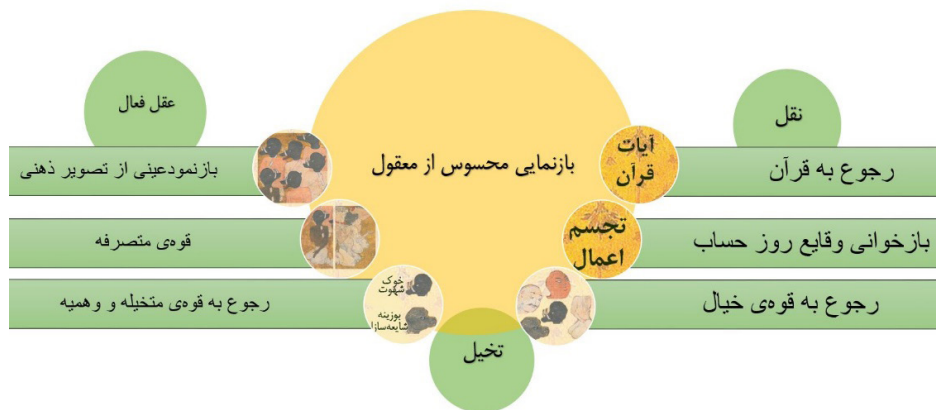 نقل
عقل فعال
آیات
قرآن
رجوع به قرآن
بازنمایی محسوس از معقول
بازنمودعینی از تصویر ذهنی
تجسم
اعمال
بازخوانی وقایع روز حساب
قوه‌ی متصرفه
رجوع به قوه‌ی خیال
خوک
شهوت
بوزینه
شایعه‌ساز!
رجوع به قوه‌ی متخیله و وهمیه
تخیل